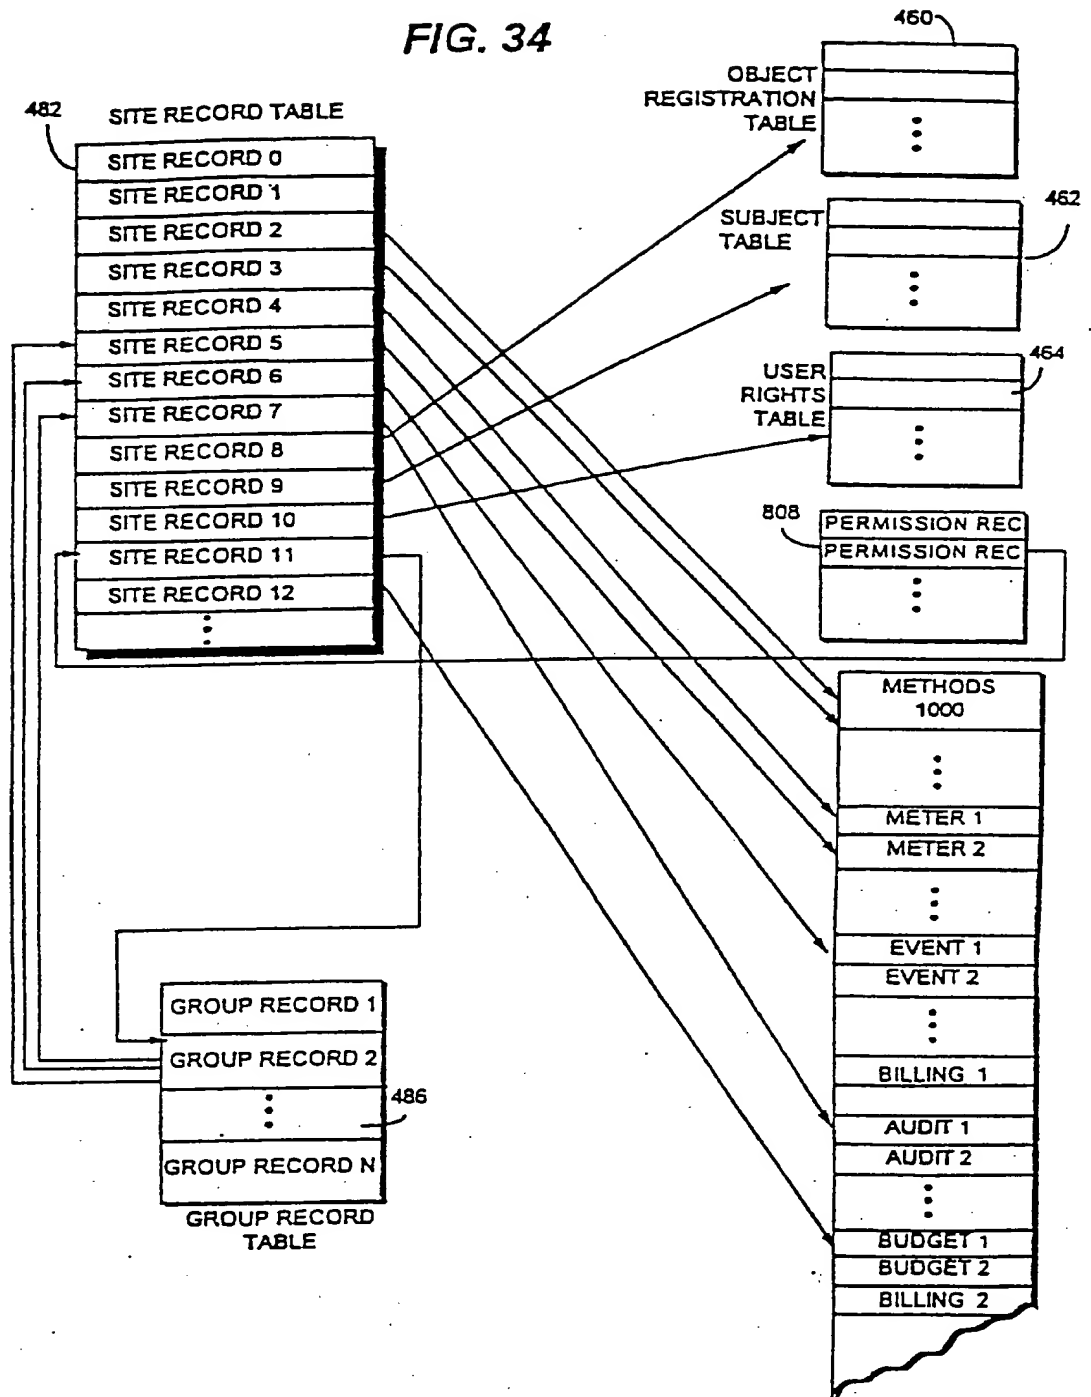 FIG. 34
482
SITE RECORD TABLE
SITE RECORD 0
SITE RECORD 1
SITE RECORD 2
SITE RECORD 3
SITE RECORD 4
SITE RECORD 5
SITE RECORD 6
SITE RECORD 7
SITE RECORD 8
SITE RECORD 9
SITE RECORD 10
SITE RECORD 11
SITE RECORD 12
460
OBJECT
REGISTRATION
TABLE
462
SUBJECT
TABLE
464
USER
RIGHTS
TABLE
808
PERMISSION REC
PERMISSION REC
METHODS
1000
METER 1
METER 2
EVENT 1
EVENT 2
BILLING 1
AUDIT 1
AUDIT 2
BUDGET 1
BUDGET 2
BILLING 2
GROUP RECORD 1
GROUP RECORD 2
486
GROUP RECORD N
GROUP RECORD
TABLE